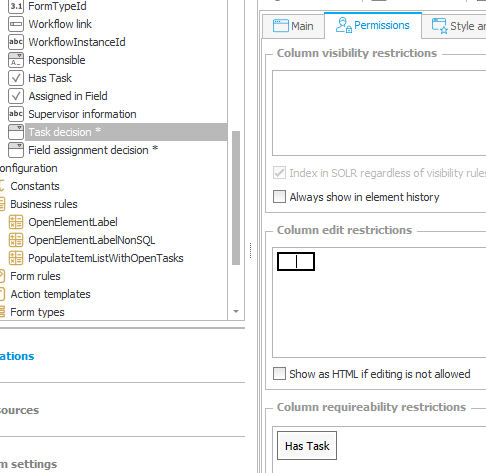 3.1 FormTypeId
Workflow link
abc WorkflowInstanceId
A.. Responsible
Has Task
Assigned in Field
abc Supervisor information
Task decision *
Field assignment decision *
onfiguration
Constants
Business rules
OpenElementLabel
OpenElementLabelNonSQL
PopulateItemListWithOpenTasks
Form rules
Action templates
Form types
ations
ources
m settings
Main
Permissions
Style an
Column visibility restrictions
Index in SOLR regardless of visibility rules
Always show in element history
Column edit restrictions
Show as HTML if editing is not allowed
Column requireability restrictions
Has Task